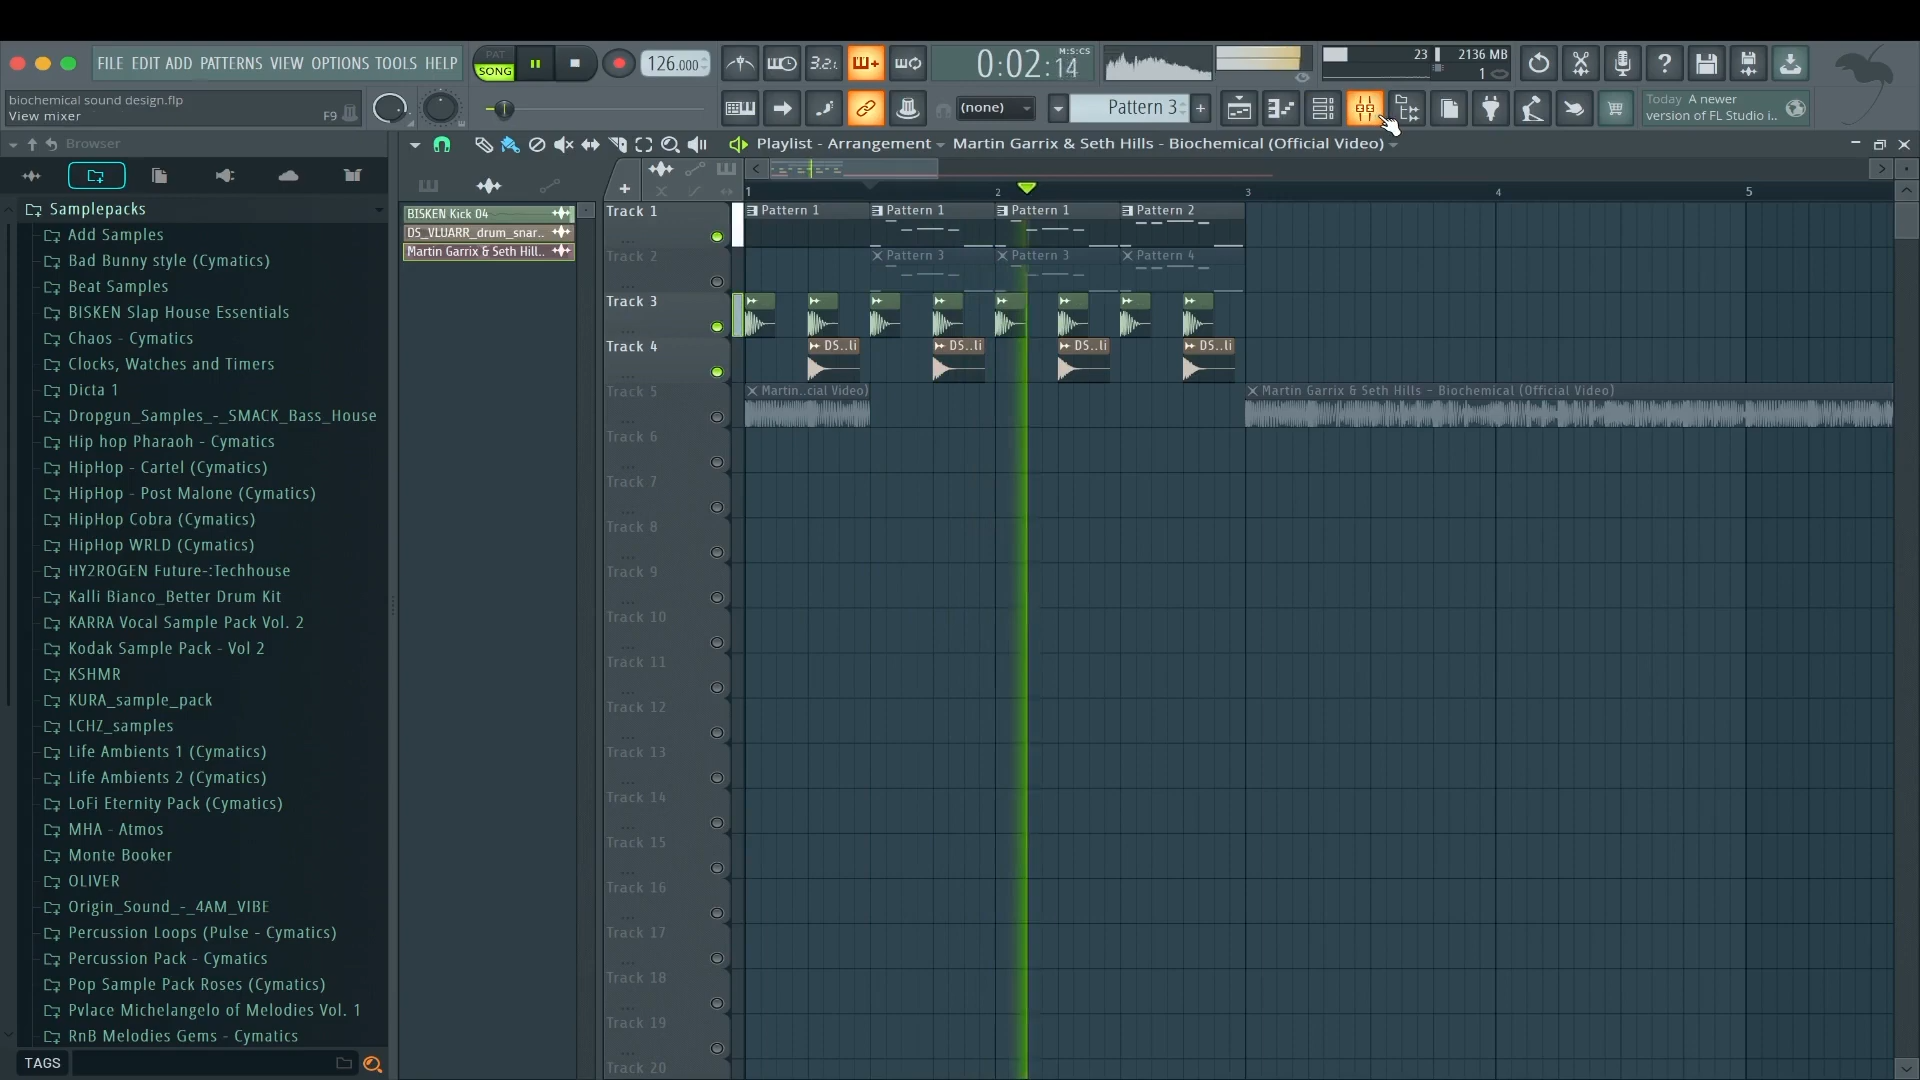 FILE EDIT ADD PATTERNS VIEW OPTIONS TOOLS HELP
PAT
SONG
126.000
3.2.
0:02:14
M:S:CS
23
2136 MB
1
biochemical sound design.flp
View mixer
F9
(none)
Pattern 3
Today A newer
version of FL Studio i..
Browser
Playlist - Arrangement
Martin Garrix & Seth Hills - Biochemical (Official Video)
1
2
3
4
5
Samplepacks
Add Samples
Bad Bunny style (Cymatics)
Beat Samples
BISKEN Slap House Essentials
Chaos - Cymatics
Clocks, Watches and Timers
Dicta 1
Dropgun_Samples_-_SMACK_Bass_House
Hip hop Pharaoh - Cymatics
HipHop - Cartel (Cymatics)
HipHop - Post Malone (Cymatics)
HipHop Cobra (Cymatics)
HipHop WRLD (Cymatics)
HY2ROGEN Future-:Techhouse
Kalli Bianco_Better Drum Kit
KARRA Vocal Sample Pack Vol. 2
Kodak Sample Pack - Vol 2
KSHMR
KURA_sample_pack
LCHZ_samples
Life Ambients 1 (Cymatics)
Life Ambients 2 (Cymatics)
LoFi Eternity Pack (Cymatics)
MHA - Atmos
Monte Booker
OLIVER
Origin_Sound_-_4AM_VIBE
Percussion Loops (Pulse - Cymatics)
Percussion Pack - Cymatics
Pop Sample Pack Roses (Cymatics)
Pvlace Michelangelo of Melodies Vol. 1
RnB Melodies Gems - Cymatics
TAGS
BISKEN Kick 04
DS_VLUARR_drum_snar..
Martin Garrix & Seth Hill..
Track 1
Pattern 1
Pattern 1
Pattern 1
Pattern 2
Track 2
Pattern 3
Pattern 3
Pattern 4
Track 3
Track 4
DS..li
DS..li
DS..li
DS..li
Track 5
Martin..cial Video)
Martin Garrix & Seth Hills - Biochemical (Official Video)
Track 6
Track 7
Track 8
Track 9
Track 10
Track 11
Track 12
Track 13
Track 14
Track 15
Track 16
Track 17
Track 18
Track 19
Track 20